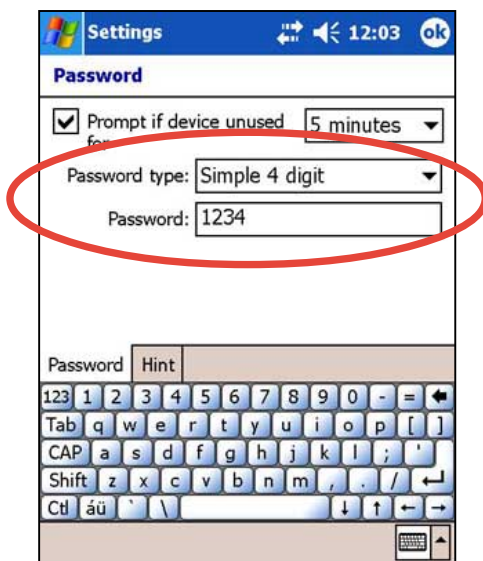 Settings 12:03 ok
Password
Prompt if device unused 5 minutes
for
Password type: Simple 4 digit
Password: 1234
Password Hint
123 1 2 3 4 5 6 7 8 9 0 - =
Tab q w e r t y u i o p [ ]
CAP a s d f g h j k l ; '
Shift z x c v b n m , . /
Ctl áü ` \